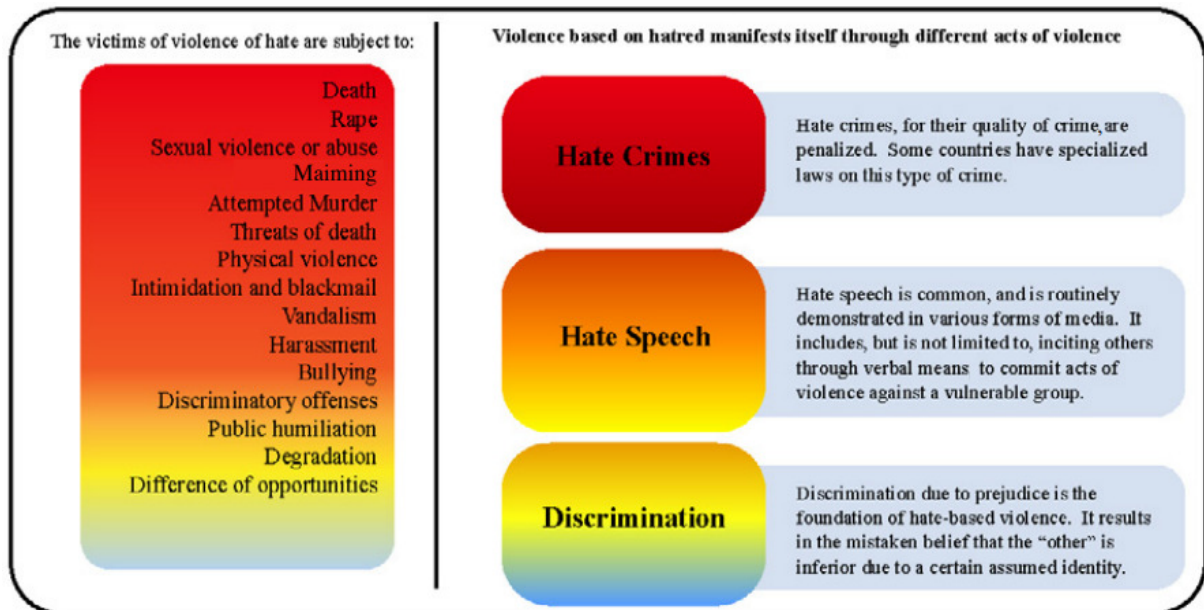 The victims of violence of hate are subject to:
Death
Rape
Sexual violence or abuse
Maiming
Attempted Murder
Threats of death
Physical violence
Intimidation and blackmail
Vandalism
Harassment
Bullying
Discriminatory offenses
Public humiliation
Degradation
Difference of opportunities
Violence based on hatred manifests itself through different acts of violence
Hate Crimes
Hate crimes, for their quality of crime, are
penalized. Some countries have specialized
laws on this type of crime.
Hate Speech
Hate speech is common, and is routinely
demonstrated in various forms of media. It
includes, but is not limited to, inciting others
through verbal means to commit acts of
violence against a vulnerable group.
Discrimination
Discrimination due to prejudice is the
foundation of hate-based violence. It results
in the mistaken belief that the “other” is
inferior due to a certain assumed identity.